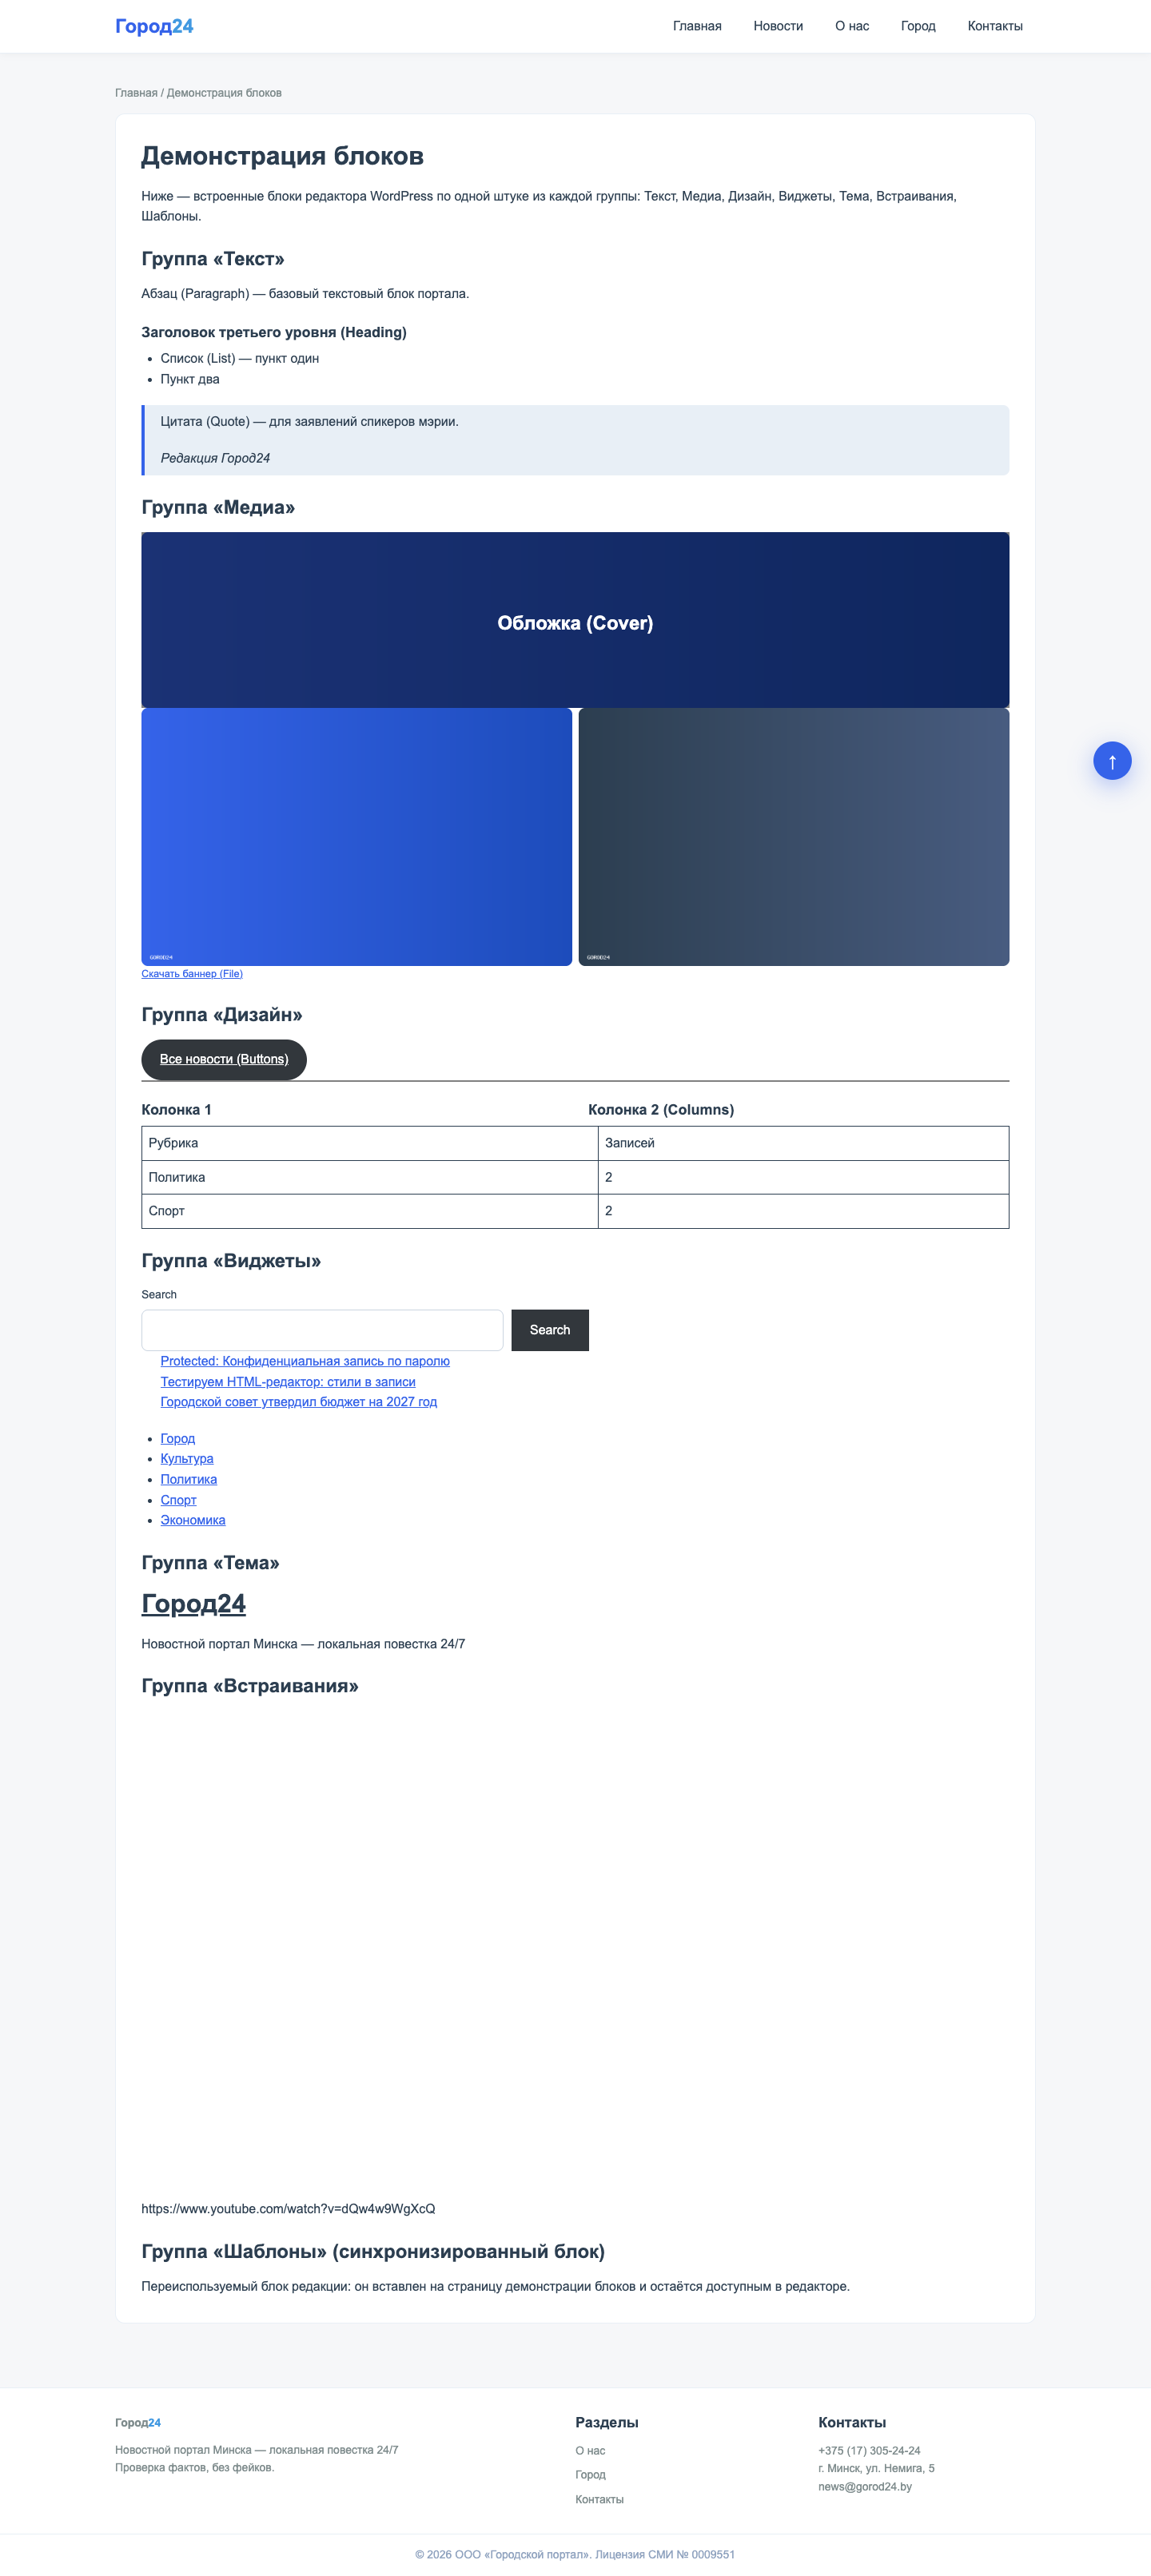 Город24
Главная Новости О нас Город Контакты
Главная / Демонстрация блоков
Демонстрация блоков
Ниже — встроенные блоки редактора WordPress по одной штуке из каждой группы: Текст, Медиа, Дизайн, Виджеты, Тема, Встраивания,
Шаблоны.
Группа «Текст»
Абзац (Paragraph) — базовый текстовый блок портала.
Заголовок третьего уровня (Heading)
• Список (List) — пункт один
• Пункт два
Цитата (Quote) — для заявлений спикеров мэрии.
Редакция Город24
Группа «Медиа»
Обложка (Cover)
↑
GOROD24 GOROD24
Скачать баннер (File)
Группа «Дизайн»
Все новости (Buttons)
Колонка 1 Колонка 2 (Columns)
Рубрика Записей
Политика 2
Спорт 2
Группа «Виджеты»
Search
Search
Protected: Конфиденциальная запись по паролю
Тестируем HTML-редактор: стили в записи
Городской совет утвердил бюджет на 2027 год
• Город
• Культура
• Политика
• Спорт
• Экономика
Группа «Тема»
Город24
Новостной портал Минска — локальная повестка 24/7
Группа «Встраивания»
https://www.youtube.com/watch?v=dQw4w9WgXcQ
Группа «Шаблоны» (синхронизированный блок)
Переиспользуемый блок редакции: он вставлен на страницу демонстрации блоков и остаётся доступным в редакторе.
Город24
Новостной портал Минска — локальная повестка 24/7
Проверка фактов, без фейков.
Разделы
О нас
Город
Контакты
Контакты
+375 (17) 305-24-24
г. Минск, ул. Немига, 5
news@gorod24.by
© 2026 ООО «Городской портал». Лицензия СМИ № 0009551